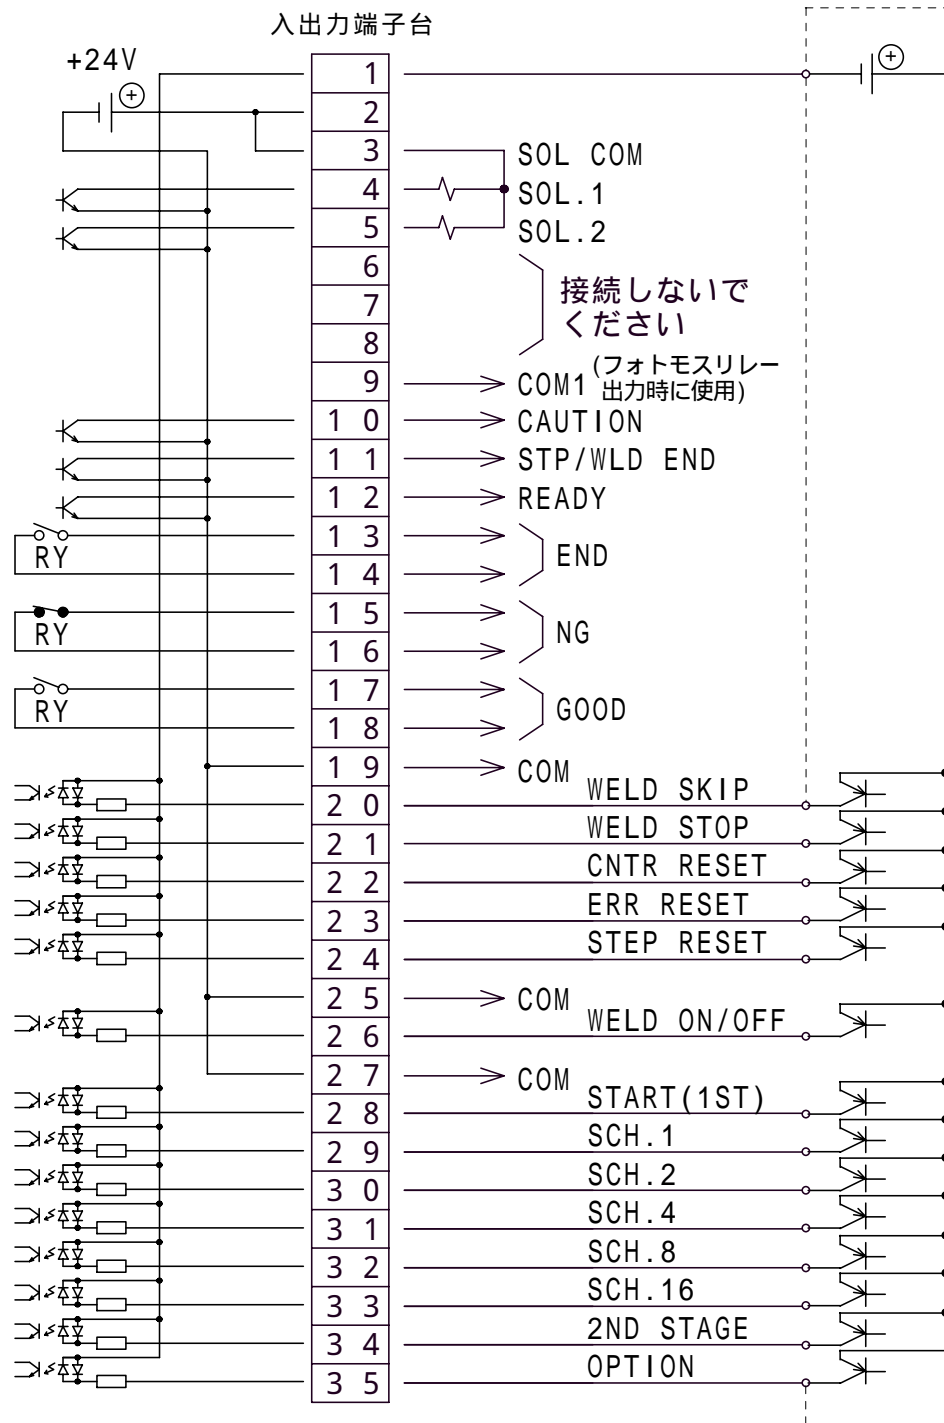 入出力端子台
+24V
1
2
3 SOL COM
4 SOL.1
5 SOL.2
6
7 接続しないで
ください
8
9 COM1 (フォトモスリレー
出力時に使用)
10 CAUTION
11 STP/WLD END
12 READY
13
RY END
14
15
RY NG
16
17
RY GOOD
18
19 COM
20 WELD SKIP
21 WELD STOP
22 CNTR RESET
23 ERR RESET
24 STEP RESET
25 COM
26 WELD ON/OFF
27 COM
28 START(1ST)
29 SCH.1
30 SCH.2
31 SCH.4
32 SCH.8
33 SCH.16
34 2ND STAGE
35 OPTION